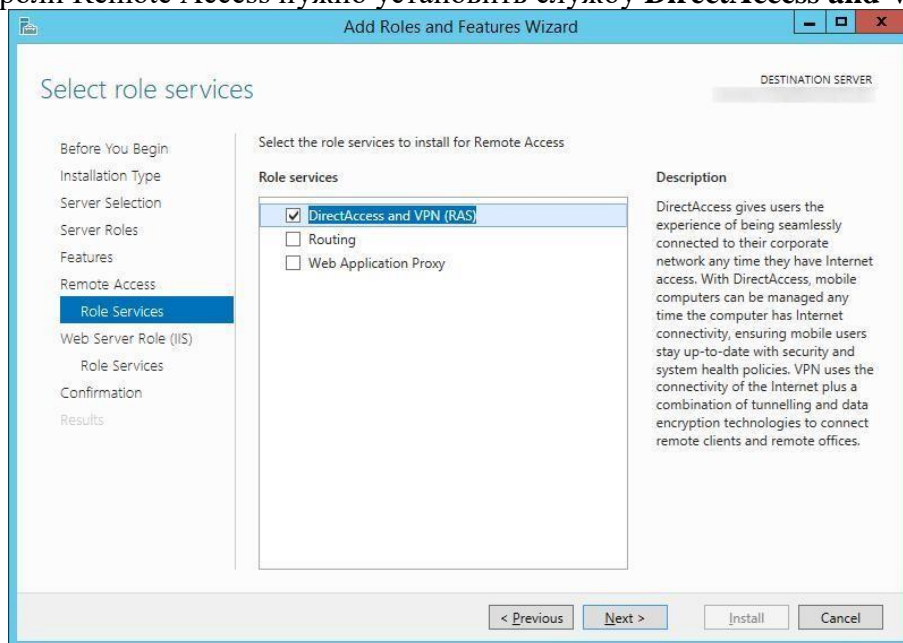 роли Remote Access нужно установить службу DirectAccess and
Add Roles and Features Wizard
Select role services
DESTINATION SERVER
Before You Begin
Installation Type
Server Selection
Server Roles
Features
Remote Access
Role Services
Web Server Role (IIS)
Role Services
Confirmation
Results
Select the role services to install for Remote Access
Role services
DirectAccess and VPN (RAS)
Routing
Web Application Proxy
Description
DirectAccess gives users the
experience of being seamlessly
connected to their corporate
network any time they have Internet
access. With DirectAccess, mobile
computers can be managed any
time the computer has Internet
connectivity, ensuring mobile users
stay up-to-date with security and
system health policies. VPN uses the
connectivity of the Internet plus a
combination of tunnelling and data
encryption technologies to connect
remote clients and remote offices.
< Previous
Next >
Install
Cancel